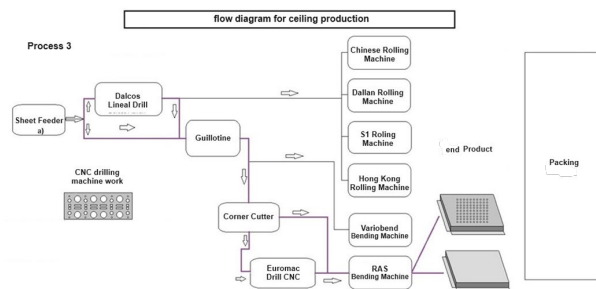 flow diagram for ceiling production
Process 3
Chinese Rolling
Machine
Dalcos
Lineal Drill
Dallan Rolling
Machine
Sheet Feeder
a)
Guillotine
S1 Roling
Machine
end Product
Packing
CNC drilling
machine work
Hong Kong
Rolling Machine
Corner Cutter
Variobend
Bending Machine
Euromac
Drill CNC
RAS
Bending Machine